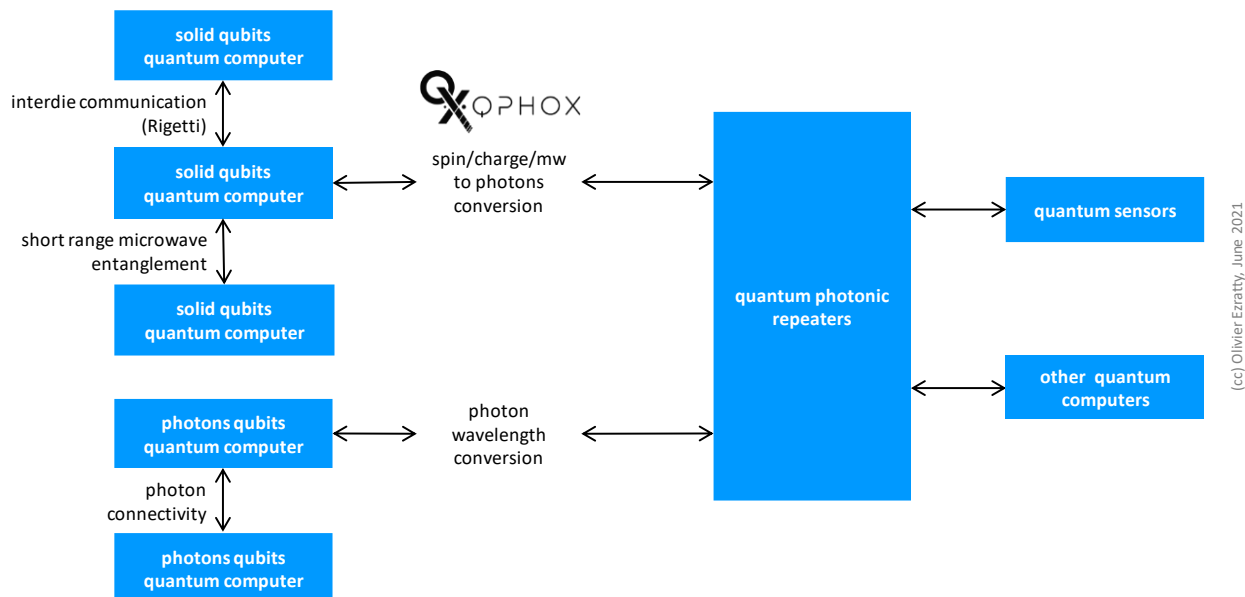 solid qubits
quantum computer
interdie communication
(Rigetti)
solid qubits
quantum computer
short range microwave
entanglement
solid qubits
quantum computer
QX QPHOX
spin/charge/mw
to photons
conversion
photons qubits
quantum computer
photon
wavelength
conversion
photon
connectivity
photons qubits
quantum computer
quantum photonic
repeaters
quantum sensors
other quantum
computers
(cc) Olivier Ezratty, June 2021